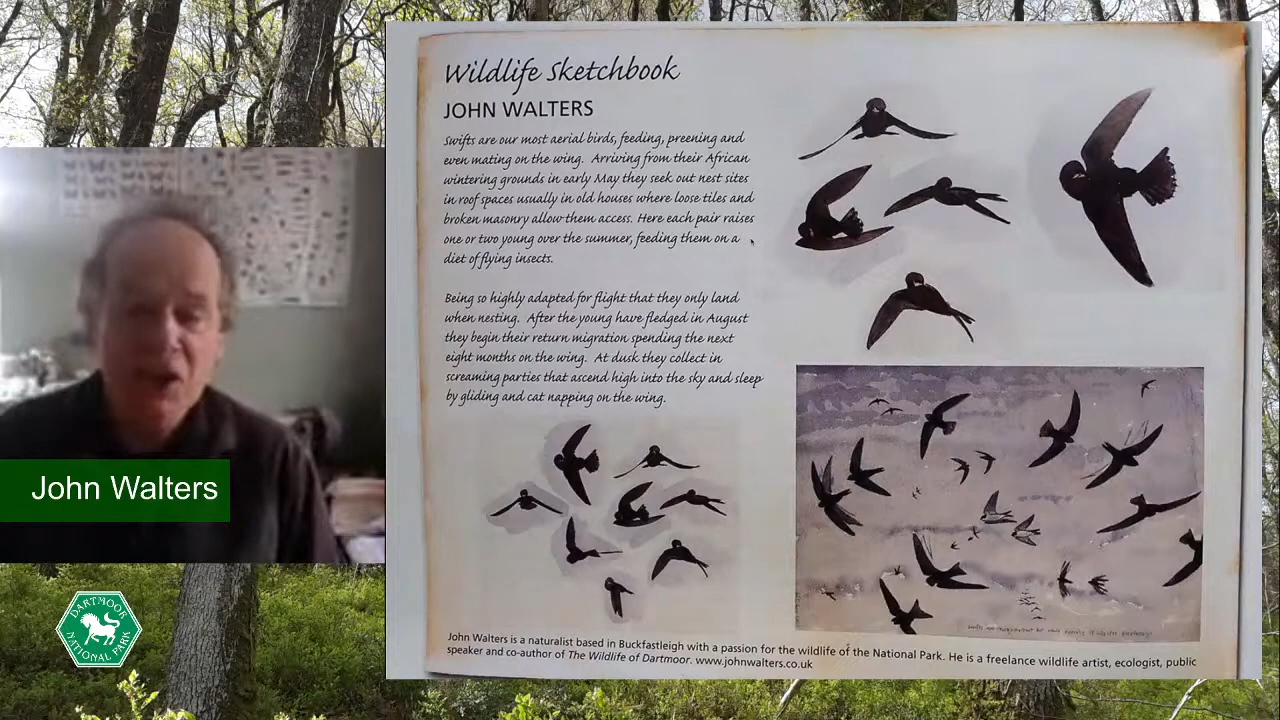 Wildlife Sketchbook
JOHN WALTERS
Swifts are our most aerial birds, feeding, preening and
even mating on the wing. Arriving from their African
wintering grounds in early May they seek out nest sites
in roof spaces usually in old houses where loose tiles and
broken masonry allow them access. Here each pair raises
one or two young over the summer, feeding them on a
diet of flying insects.
Being so highly adapted for flight that they only land
when nesting. After the young have fledged in August
they begin their return migration spending the next
eight months on the wing. At dusk they collect in
screaming parties that ascend high into the sky and sleep
by gliding and cat napping on the wing.
John Walters is a naturalist based in Buckfastleigh with a passion for the wildlife of the National Park. He is a freelance wildlife artist, ecologist, public
speaker and co-author of The Wildlife of Dartmoor. www.johnwalters.co.uk
John Walters
DARTMOOR
NATIONAL PARK